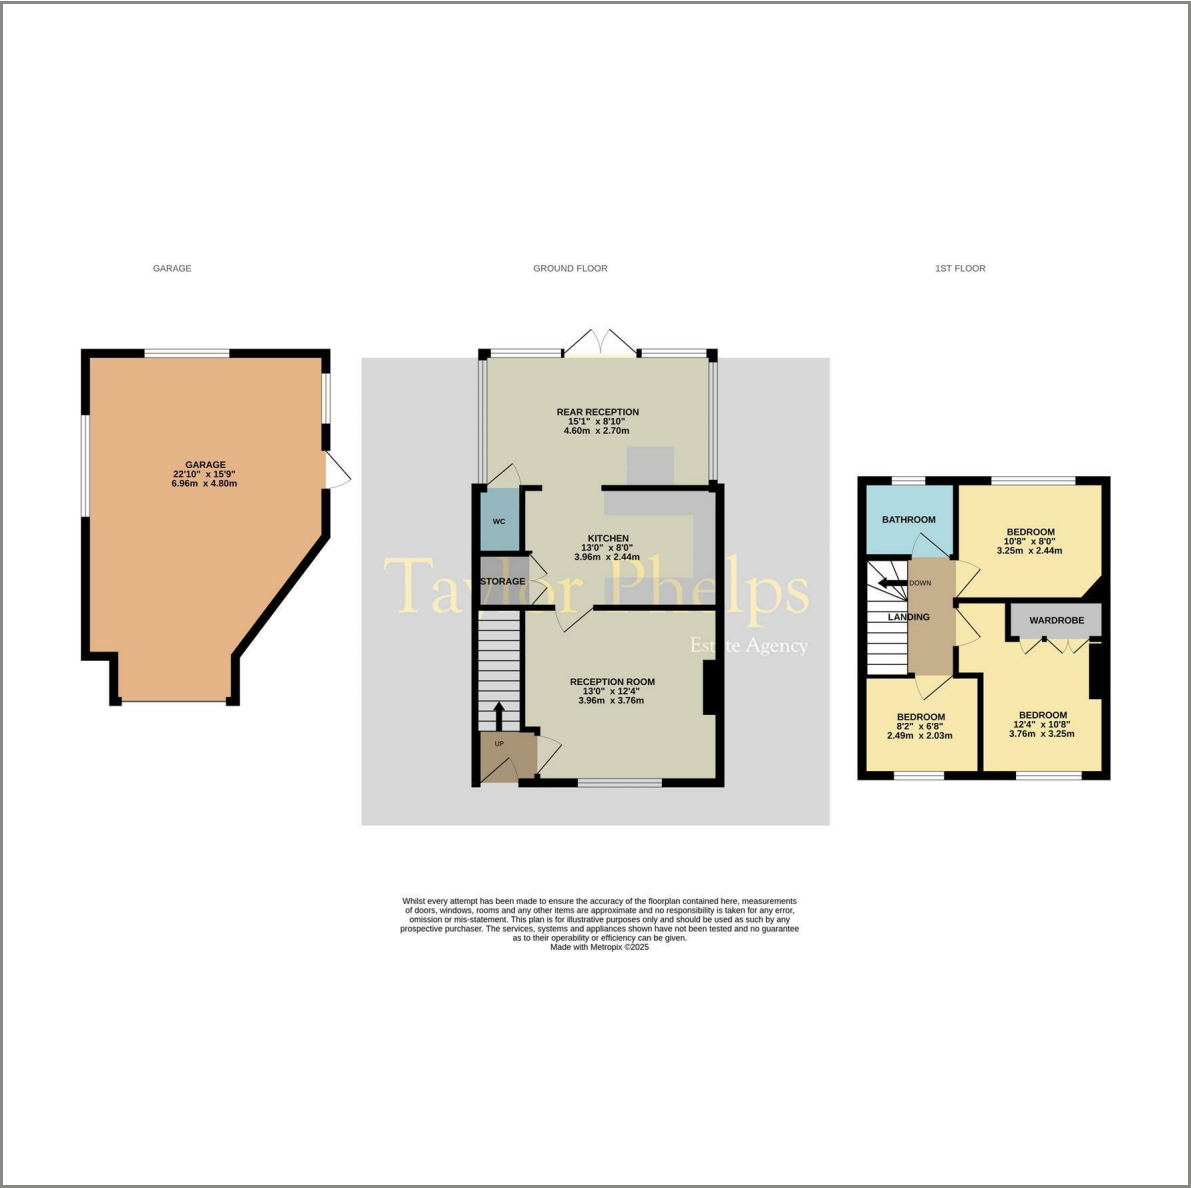 GARAGE
GROUND FLOOR
1ST FLOOR
GARAGE
22'10" x 15'9"
6.96m x 4.80m
REAR RECEPTION
15'1" x 8'10"
4.60m x 2.70m
WC
KITCHEN
13'0" x 8'0"
3.96m x 2.44m
STORAGE
Taylor Phelps
Estate Agency
RECEPTION ROOM
13'0" x 12'4"
3.96m x 3.76m
UP
BATHROOM
BEDROOM
10'8" x 8'0"
3.25m x 2.44m
DOWN
LANDING
WARDROBE
BEDROOM
8'2" x 6'8"
2.49m x 2.03m
BEDROOM
12'4" x 10'8"
3.76m x 3.25m
Whilst every attempt has been made to ensure the accuracy of the floorplan contained here, measurements
of doors, windows, rooms and any other items are approximate and no responsibility is taken for any error,
omission or mis-statement. This plan is for illustrative purposes only and should be used as such by any
prospective purchaser. The services, systems and appliances shown have not been tested and no guarantee
as to their operability or efficiency can be given.
Made with Metropix ©2025